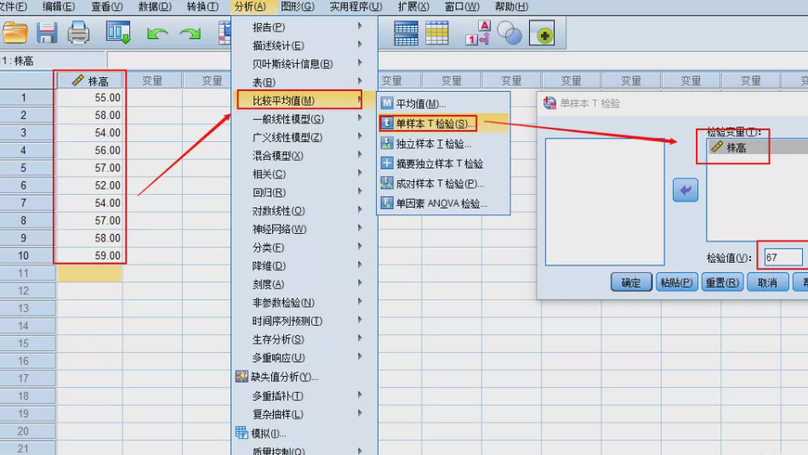 文件(F) 编辑(E) 查看(V) 数据(D) 转换(T) 分析(A) 图形(G) 实用程序(U) 扩展(X) 窗口(W) 帮助(H)
1 : 株高
株高 变量 变量 变量 变量 变量 变量 变量
1 55.00
2 58.00
3 54.00
4 56.00
5 57.00
6 52.00
7 54.00
8 57.00
9 58.00
10 59.00
11
12
13
14
15
16
17
18
19
20
21
报告(P)
描述统计(E)
贝叶斯统计信息(B)
表(B)
比较平均值(M)
一般线性模型(G)
广义线性模型(Z)
混合模型(X)
相关(C)
回归(R)
对数线性(O)
神经网络(W)
分类(F)
降维(D)
刻度(A)
非参数检验(N)
时间序列预测(T)
生存分析(S)
多重响应(U)
缺失值分析(Y)...
多重插补(T)
复杂抽样(L)
模拟(I)...
质量控制(Q)
平均值(M)...
单样本 T 检验(S)...
独立样本 T 检验...
摘要独立样本 T 检验
成对样本 T 检验(P)...
单因素 ANOVA 检验...
单样本 T 检验
检验变量(T):
株高
检验值(V): 67
确定 粘贴(P) 重置(R) 取消